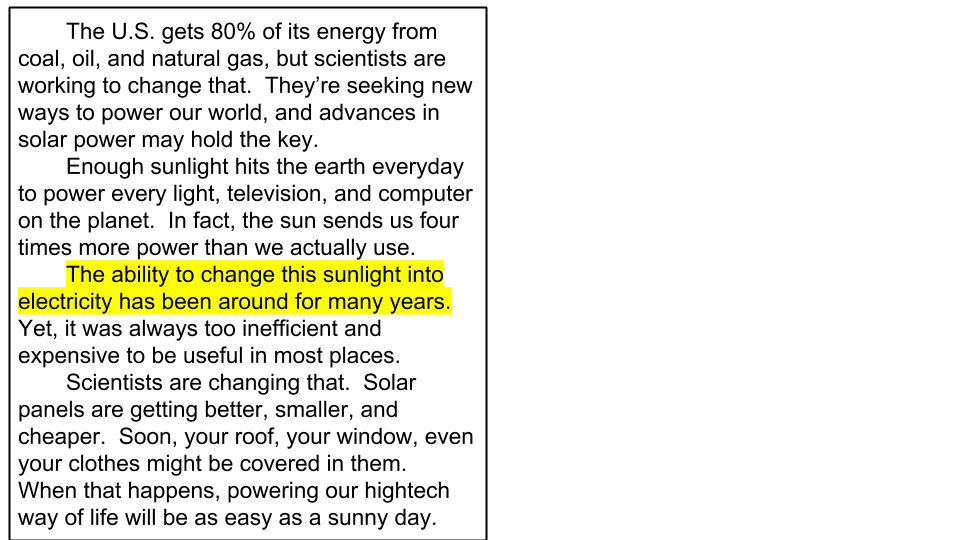 The U.S. gets 80% of its energy from
coal, oil, and natural gas, but scientists are
working to change that.  They’re seeking new
ways to power our world, and advances in
solar power may hold the key.
Enough sunlight hits the earth everyday
to power every light, television, and computer
on the planet.  In fact, the sun sends us four
times more power than we actually use.
The ability to change this sunlight into
electricity has been around for many years.
Yet, it was always too inefficient and
expensive to be useful in most places.
Scientists are changing that.  Solar
panels are getting better, smaller, and
cheaper.  Soon, your roof, your window, even
your clothes might be covered in them.
When that happens, powering our hightech
way of life will be as easy as a sunny day.